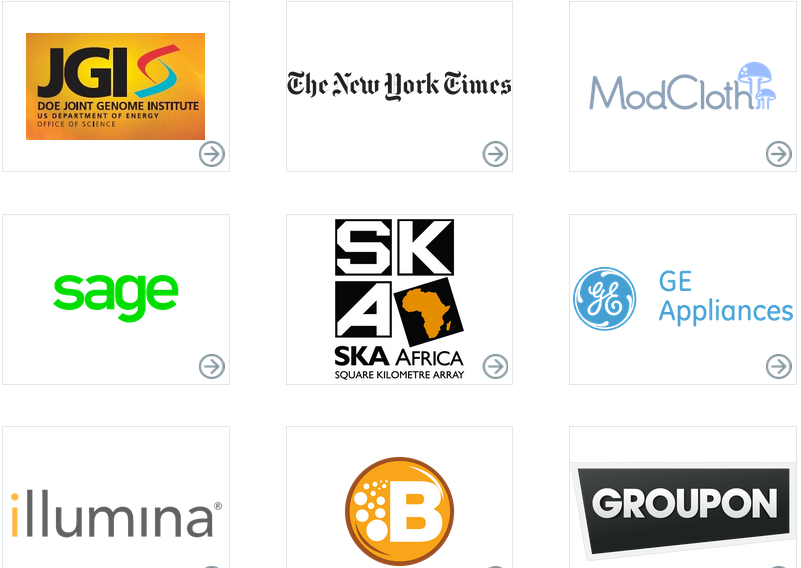 JGI
DOE JOINT GENOME INSTITUTE
US DEPARTMENT OF ENERGY
OFFICE OF SCIENCE
The New York Times
ModCloth
sage
SK
A
SKA AFRICA
SQUARE KILOMETRE ARRAY
GE
GE
Appliances
illumina®
B
GROUPON